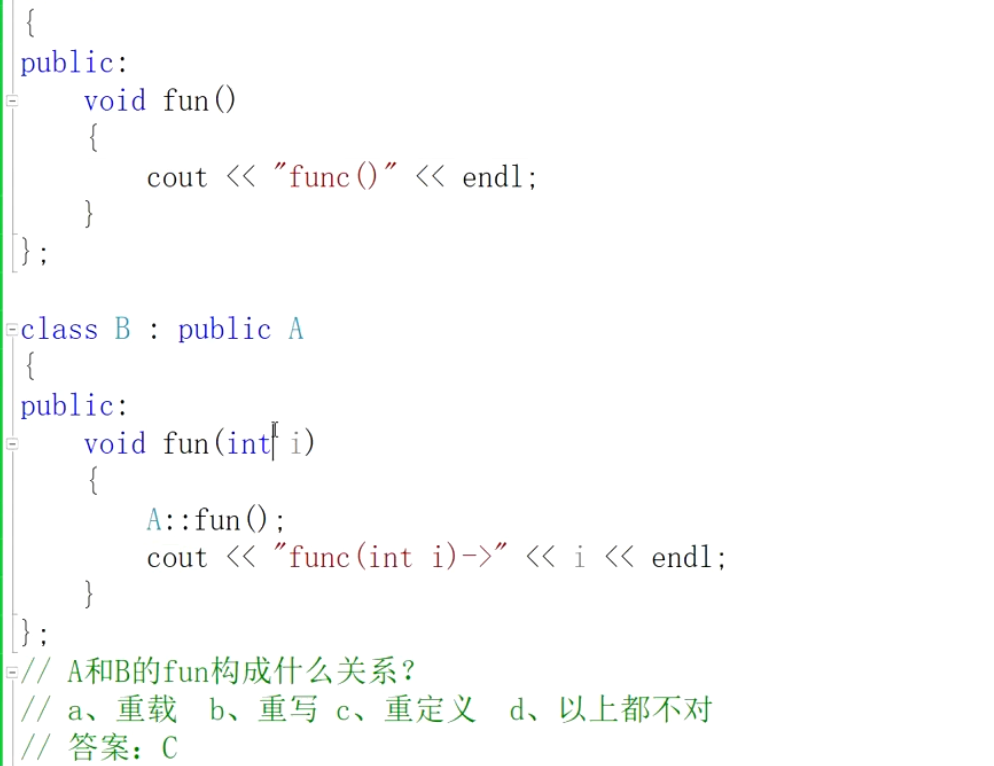 {
public:
void fun()
{
cout << "func()" << endl;
}
};
class B : public A
{
public:
void fun(int i)
{
A::fun();
cout << "func(int i)->" << i << endl;
}
};
// A和B的fun构成什么关系？
// a、重载 b、重写 c、重定义 d、以上都不对
// 答案：C